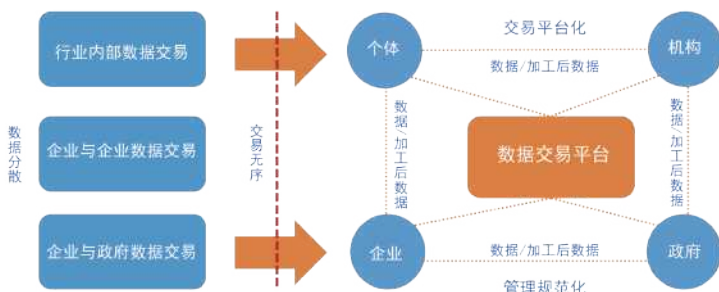 行业内部数据交易
企业与企业数据交易
企业与政府数据交易
数据分散
交易无序
个体
交易平台化
机构
数据/加工后数据
数据/加工后数据
数据/加工后数据
数据交易平台
企业
数据/加工后数据
政府
管理规范化